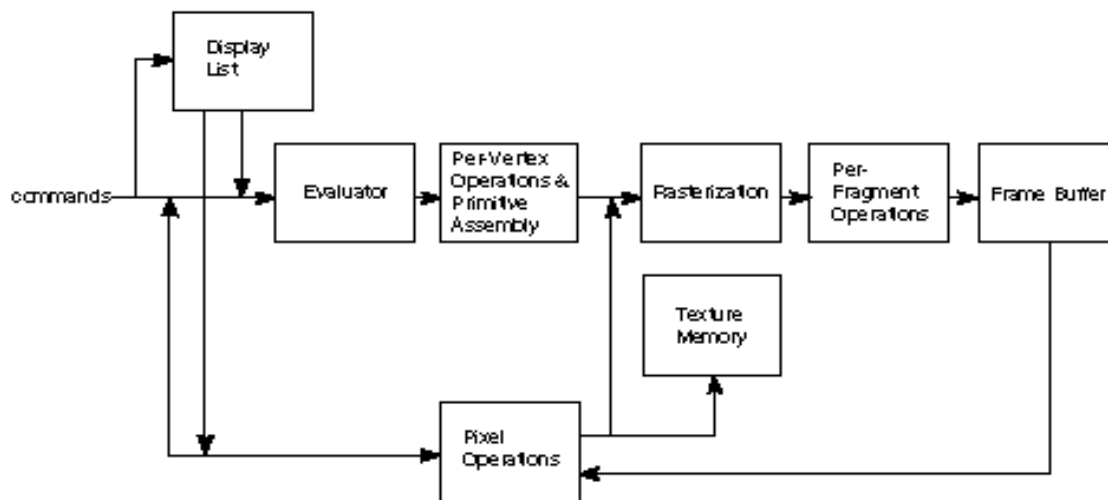 Display
List
commands
Evaluator
Per-Vertex
Operations &
Primitive
Assembly
Rasterization
Per-
Fragment
Operations
Frame Buffer
Texture
Memory
Pixel
Operations